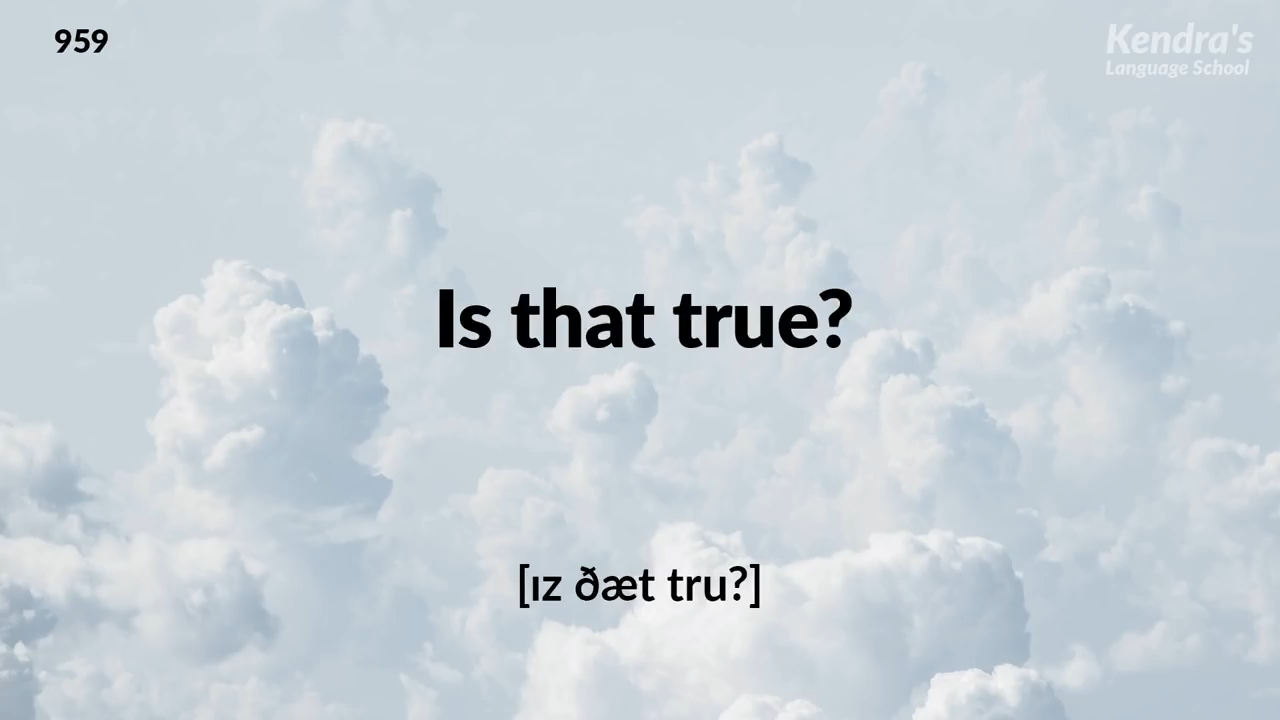 959
Kendra's
Language School
Is that true?
[ɪz ðæt tru?]